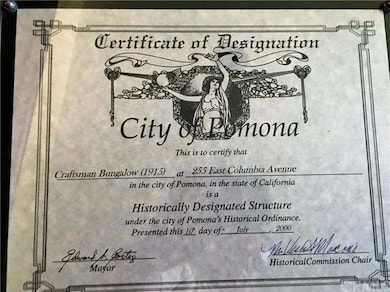 Certificate of Designation
City of Pomona
This is to certify that
Craftsman Bungalow (1915) at 255 East Columbia Avenue
in the city of Pomona, in the state of California
is a
Historically Designated Structure
under the city of Pomona's Historical Ordinance.
Presented this 10th day of July, 2000
Mayor
Historical Commission Chair